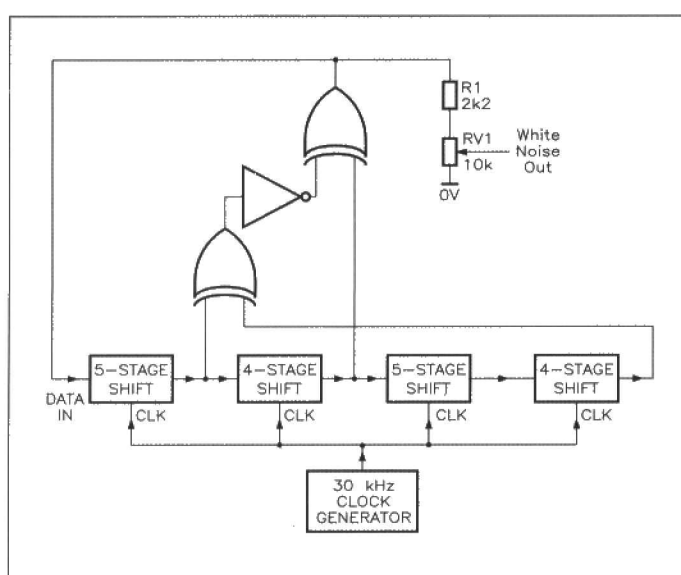 R1
2k2
RV1
10k
White
Noise
Out
0V
5-STAGE
SHIFT
4-STAGE
SHIFT
5-STAGE
SHIFT
4-STAGE
SHIFT
DATA
IN
CLK
CLK
CLK
CLK
30 kHz
CLOCK
GENERATOR